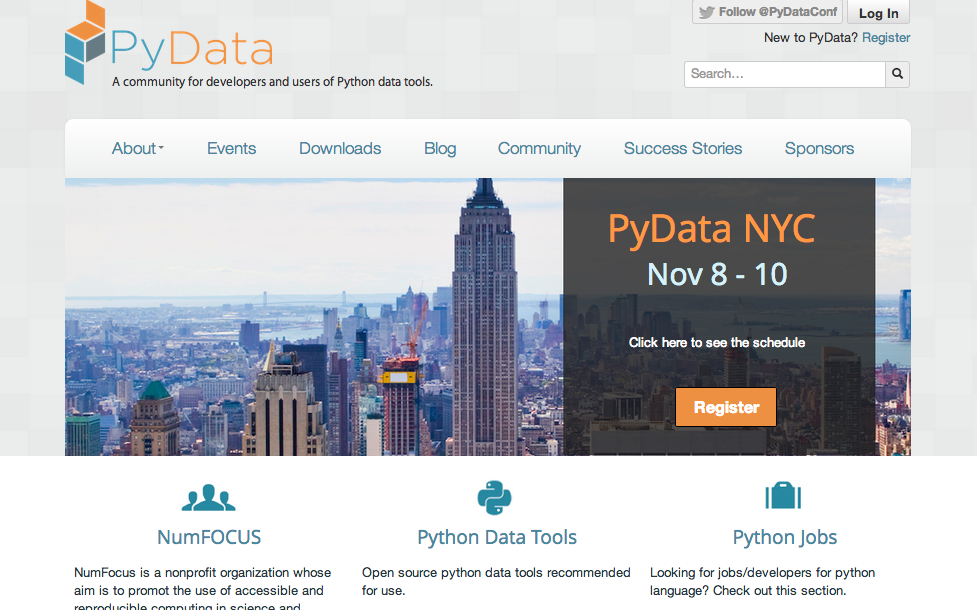 PyData
A community for developers and users of Python data tools.
Follow @PyDataConf
Log In
New to PyData? Register
Search...
About
Events
Downloads
Blog
Community
Success Stories
Sponsors
PyData NYC
Nov 8 - 10
Click here to see the schedule
Register
NumFOCUS
NumFocus is a nonprofit organization whose
aim is to promot the use of accessible and
reproducible computing in science and
Python Data Tools
Open source python data tools recommended
for use.
Python Jobs
Looking for jobs/developers for python
language? Check out this section.